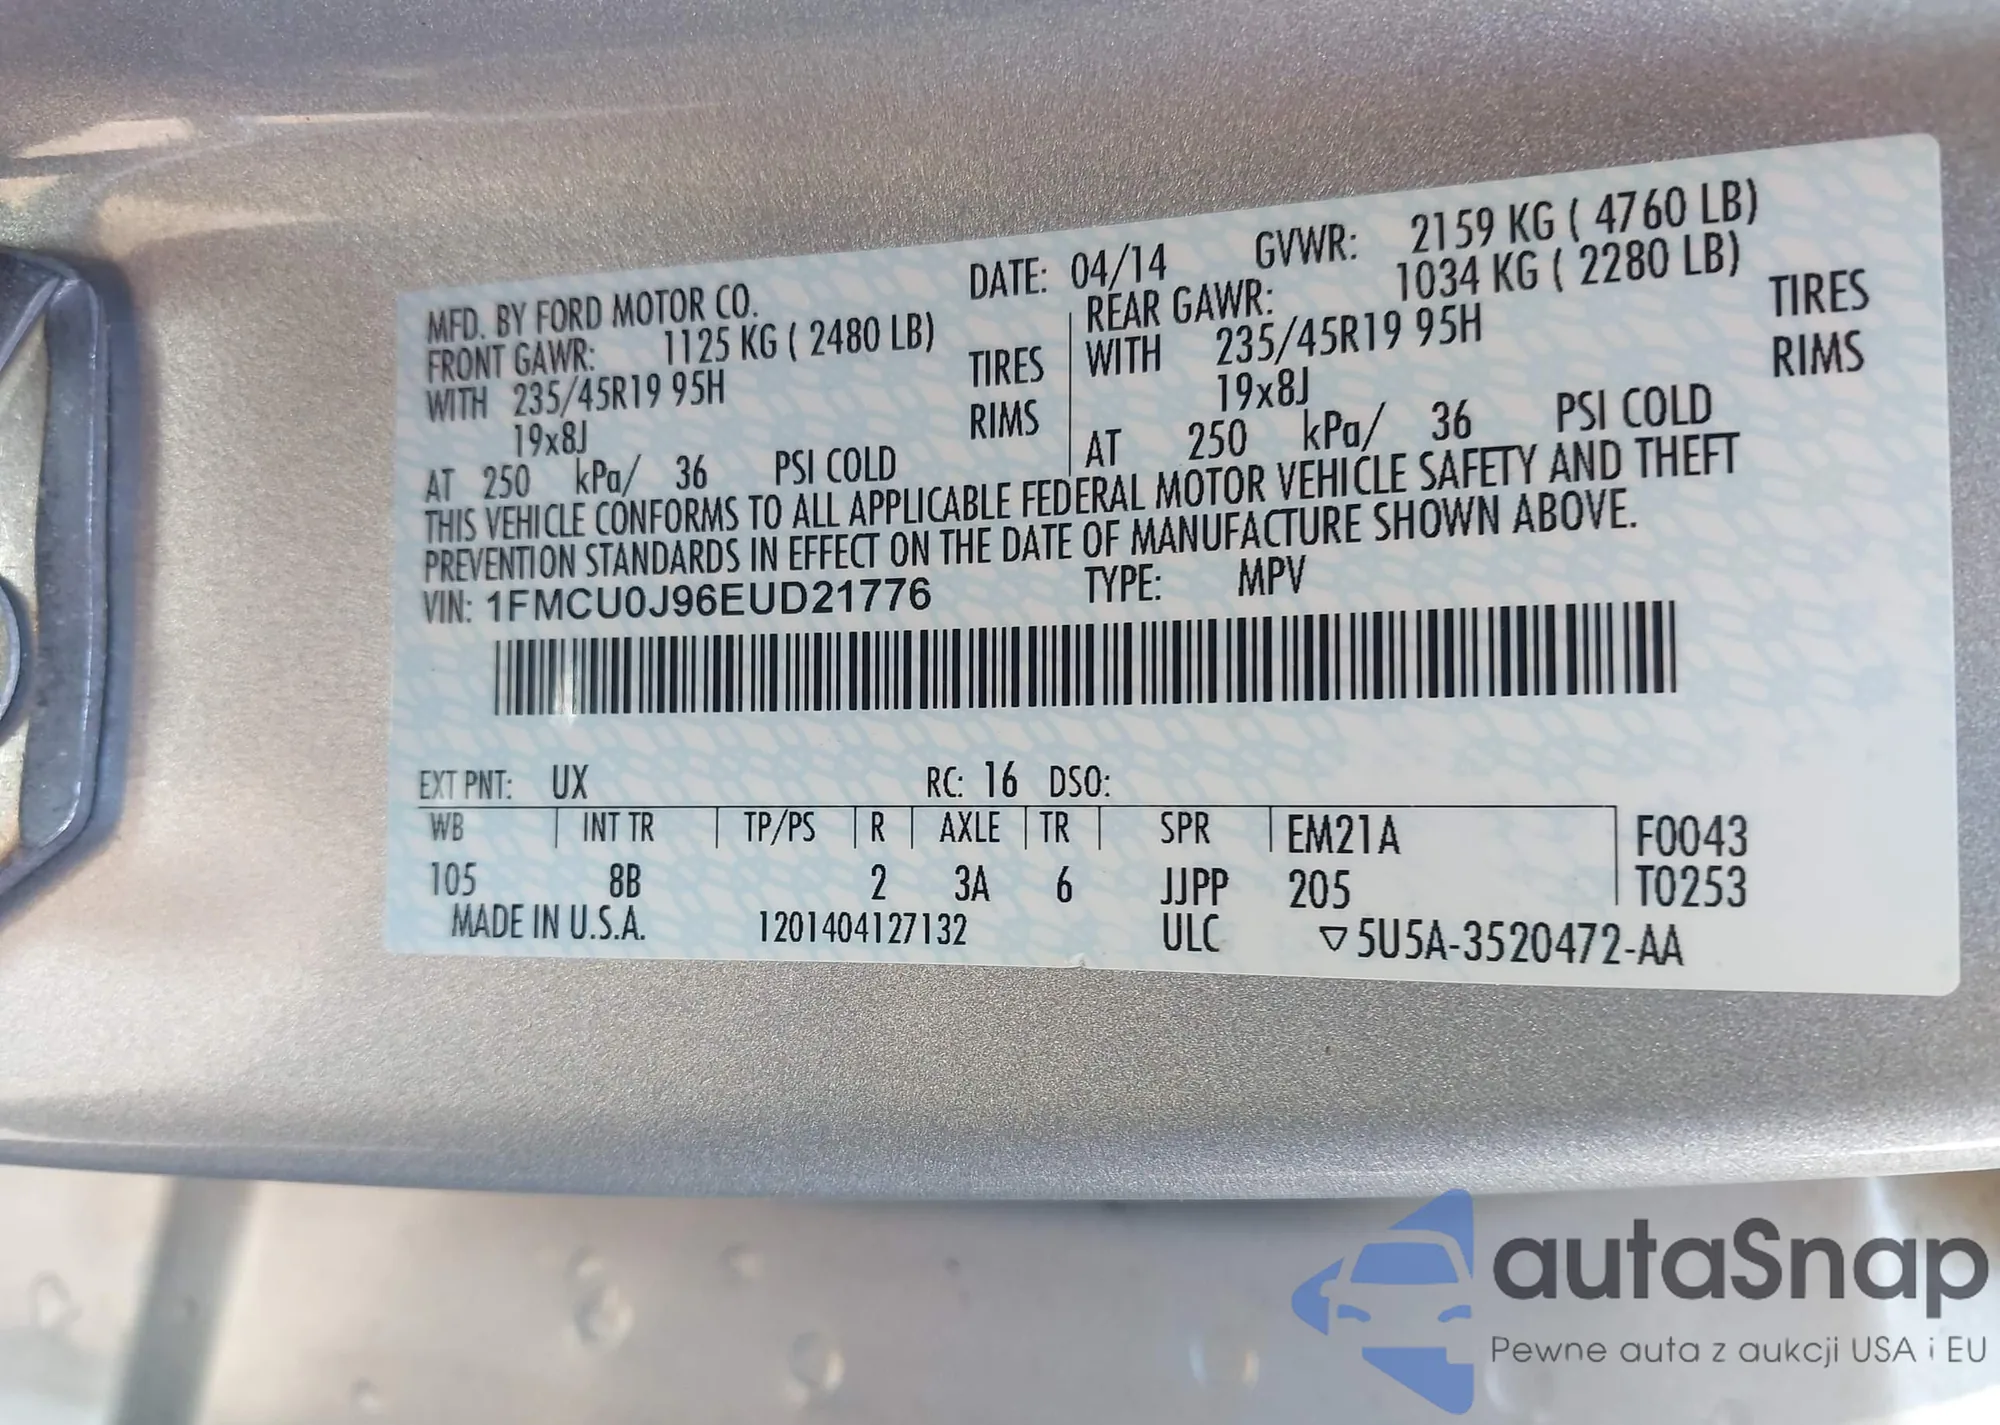 MFD. BY FORD MOTOR CO. DATE: 04/14 GVWR: 2159 KG ( 4760 LB)
FRONT GAWR: 1125 KG ( 2480 LB) REAR GAWR: 1034 KG ( 2280 LB)
WITH 235/45R19 95H TIRES WITH 235/45R19 95H TIRES
19x8J RIMS 19x8J RIMS
AT 250 kPa/ 36 PSI COLD AT 250 kPa/ 36 PSI COLD
THIS VEHICLE CONFORMS TO ALL APPLICABLE FEDERAL MOTOR VEHICLE SAFETY AND THEFT
PREVENTION STANDARDS IN EFFECT ON THE DATE OF MANUFACTURE SHOWN ABOVE.
VIN: 1FMCU0J96EUD21776 TYPE: MPV
EXT PNT: UX RC: 16 DSO:
WB INT TR TP/PS R AXLE TR SPR EM21A F0043
105 8B 2 3A 6 JJPP 205 T0253
MADE IN U.S.A. 1201404127132 ULC ▽5U5A-3520472-AA
autaSnap
Pewne auta z aukcji USA i EU